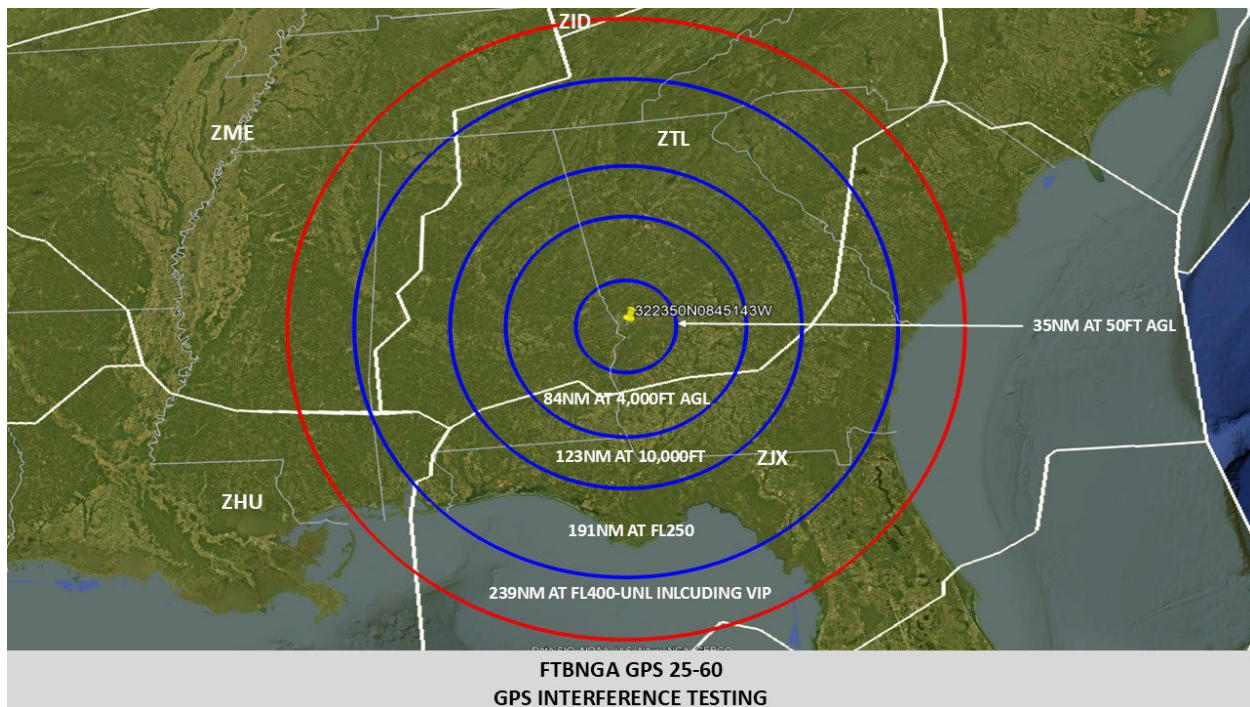 ZID
ZME
ZTL
322350N0845143W
35NM AT 50FT AGL
84NM AT 4,000FT AGL
123NM AT 10,000FT
ZJX
ZHU
191NM AT FL250
239NM AT FL400-UNL INLCUDING VIP
FTBNGA GPS 25-60
GPS INTERFERENCE TESTING